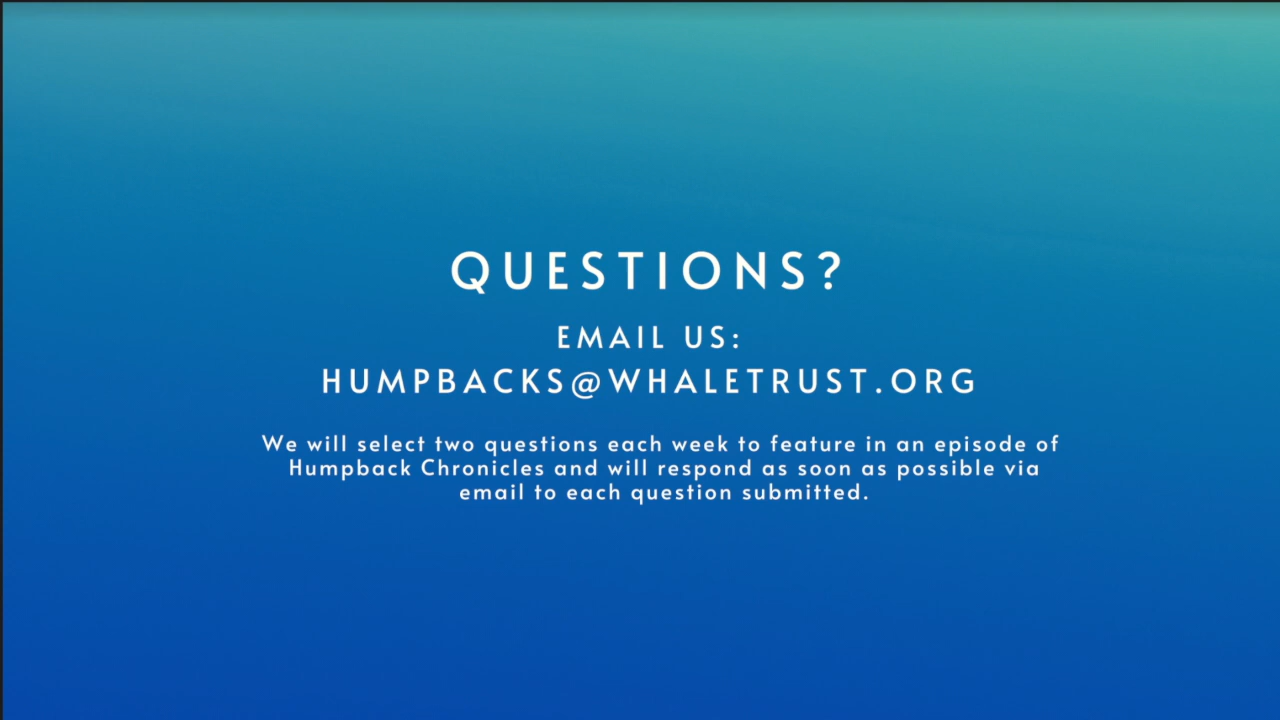 QUESTIONS?
EMAIL US:
HUMPBACKS@WHALETRUST.ORG
We will select two questions each week to feature in an episode of
Humpback Chronicles and will respond as soon as possible via
email to each question submitted.